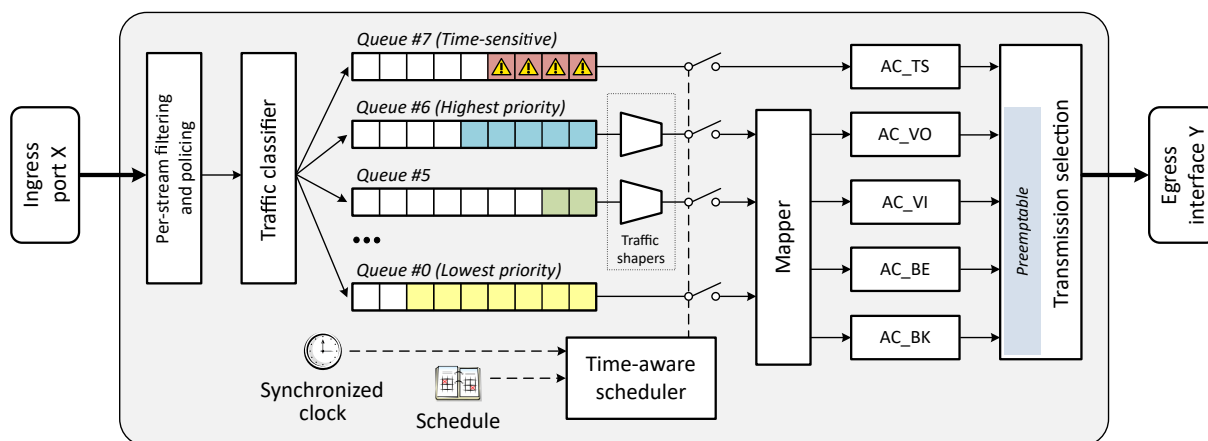 Ingress
port X
Per-stream filtering
and policing
Traffic classifier
Queue #7 (Time-sensitive)
Queue #6 (Highest priority)
Queue #5
•••
Queue #0 (Lowest priority)
Traffic
shapers
Synchronized
clock
Schedule
Time-aware
scheduler
Mapper
AC_TS
AC_VO
AC_VI
AC_BE
AC_BK
Preemptable
Transmission selection
Egress
interface Y